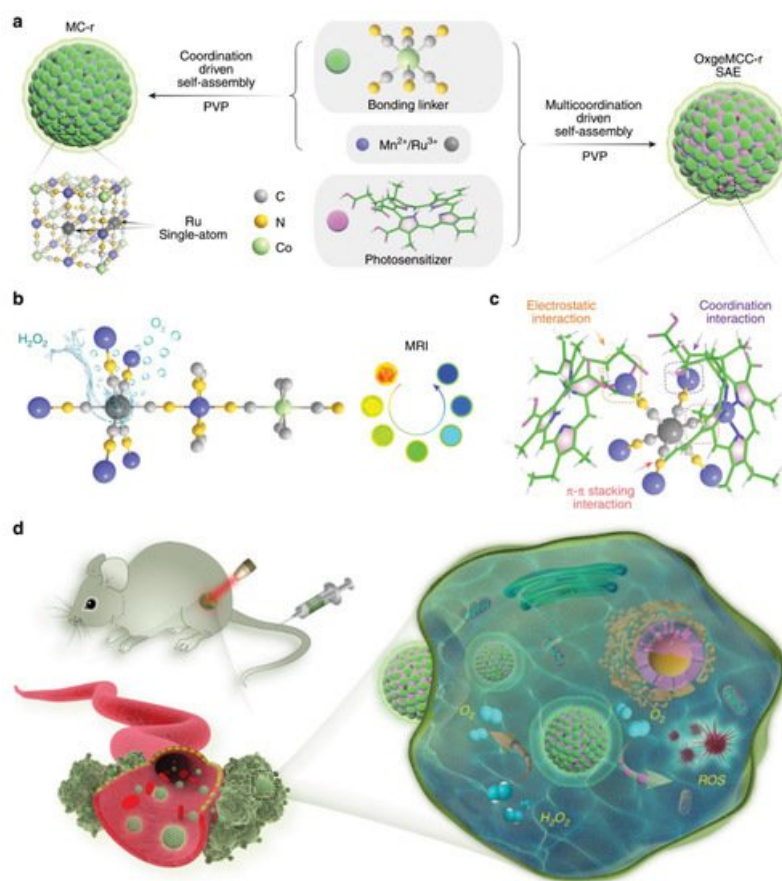 a
MC-r
Coordination
driven
self-assembly
PVP
Bonding linker
Mn²⁺/Ru³⁺
Photosensitizer
Multicoordination
driven
self-assembly
PVP
OxgeMCC-r
SAE
Ru
Single-atom
C
N
Co
b
H₂O₂
O₂
MRI
c
Electrostatic
interaction
Coordination
interaction
π-π stacking
interaction
d
O₂
O₂
H₂O₂
ROS